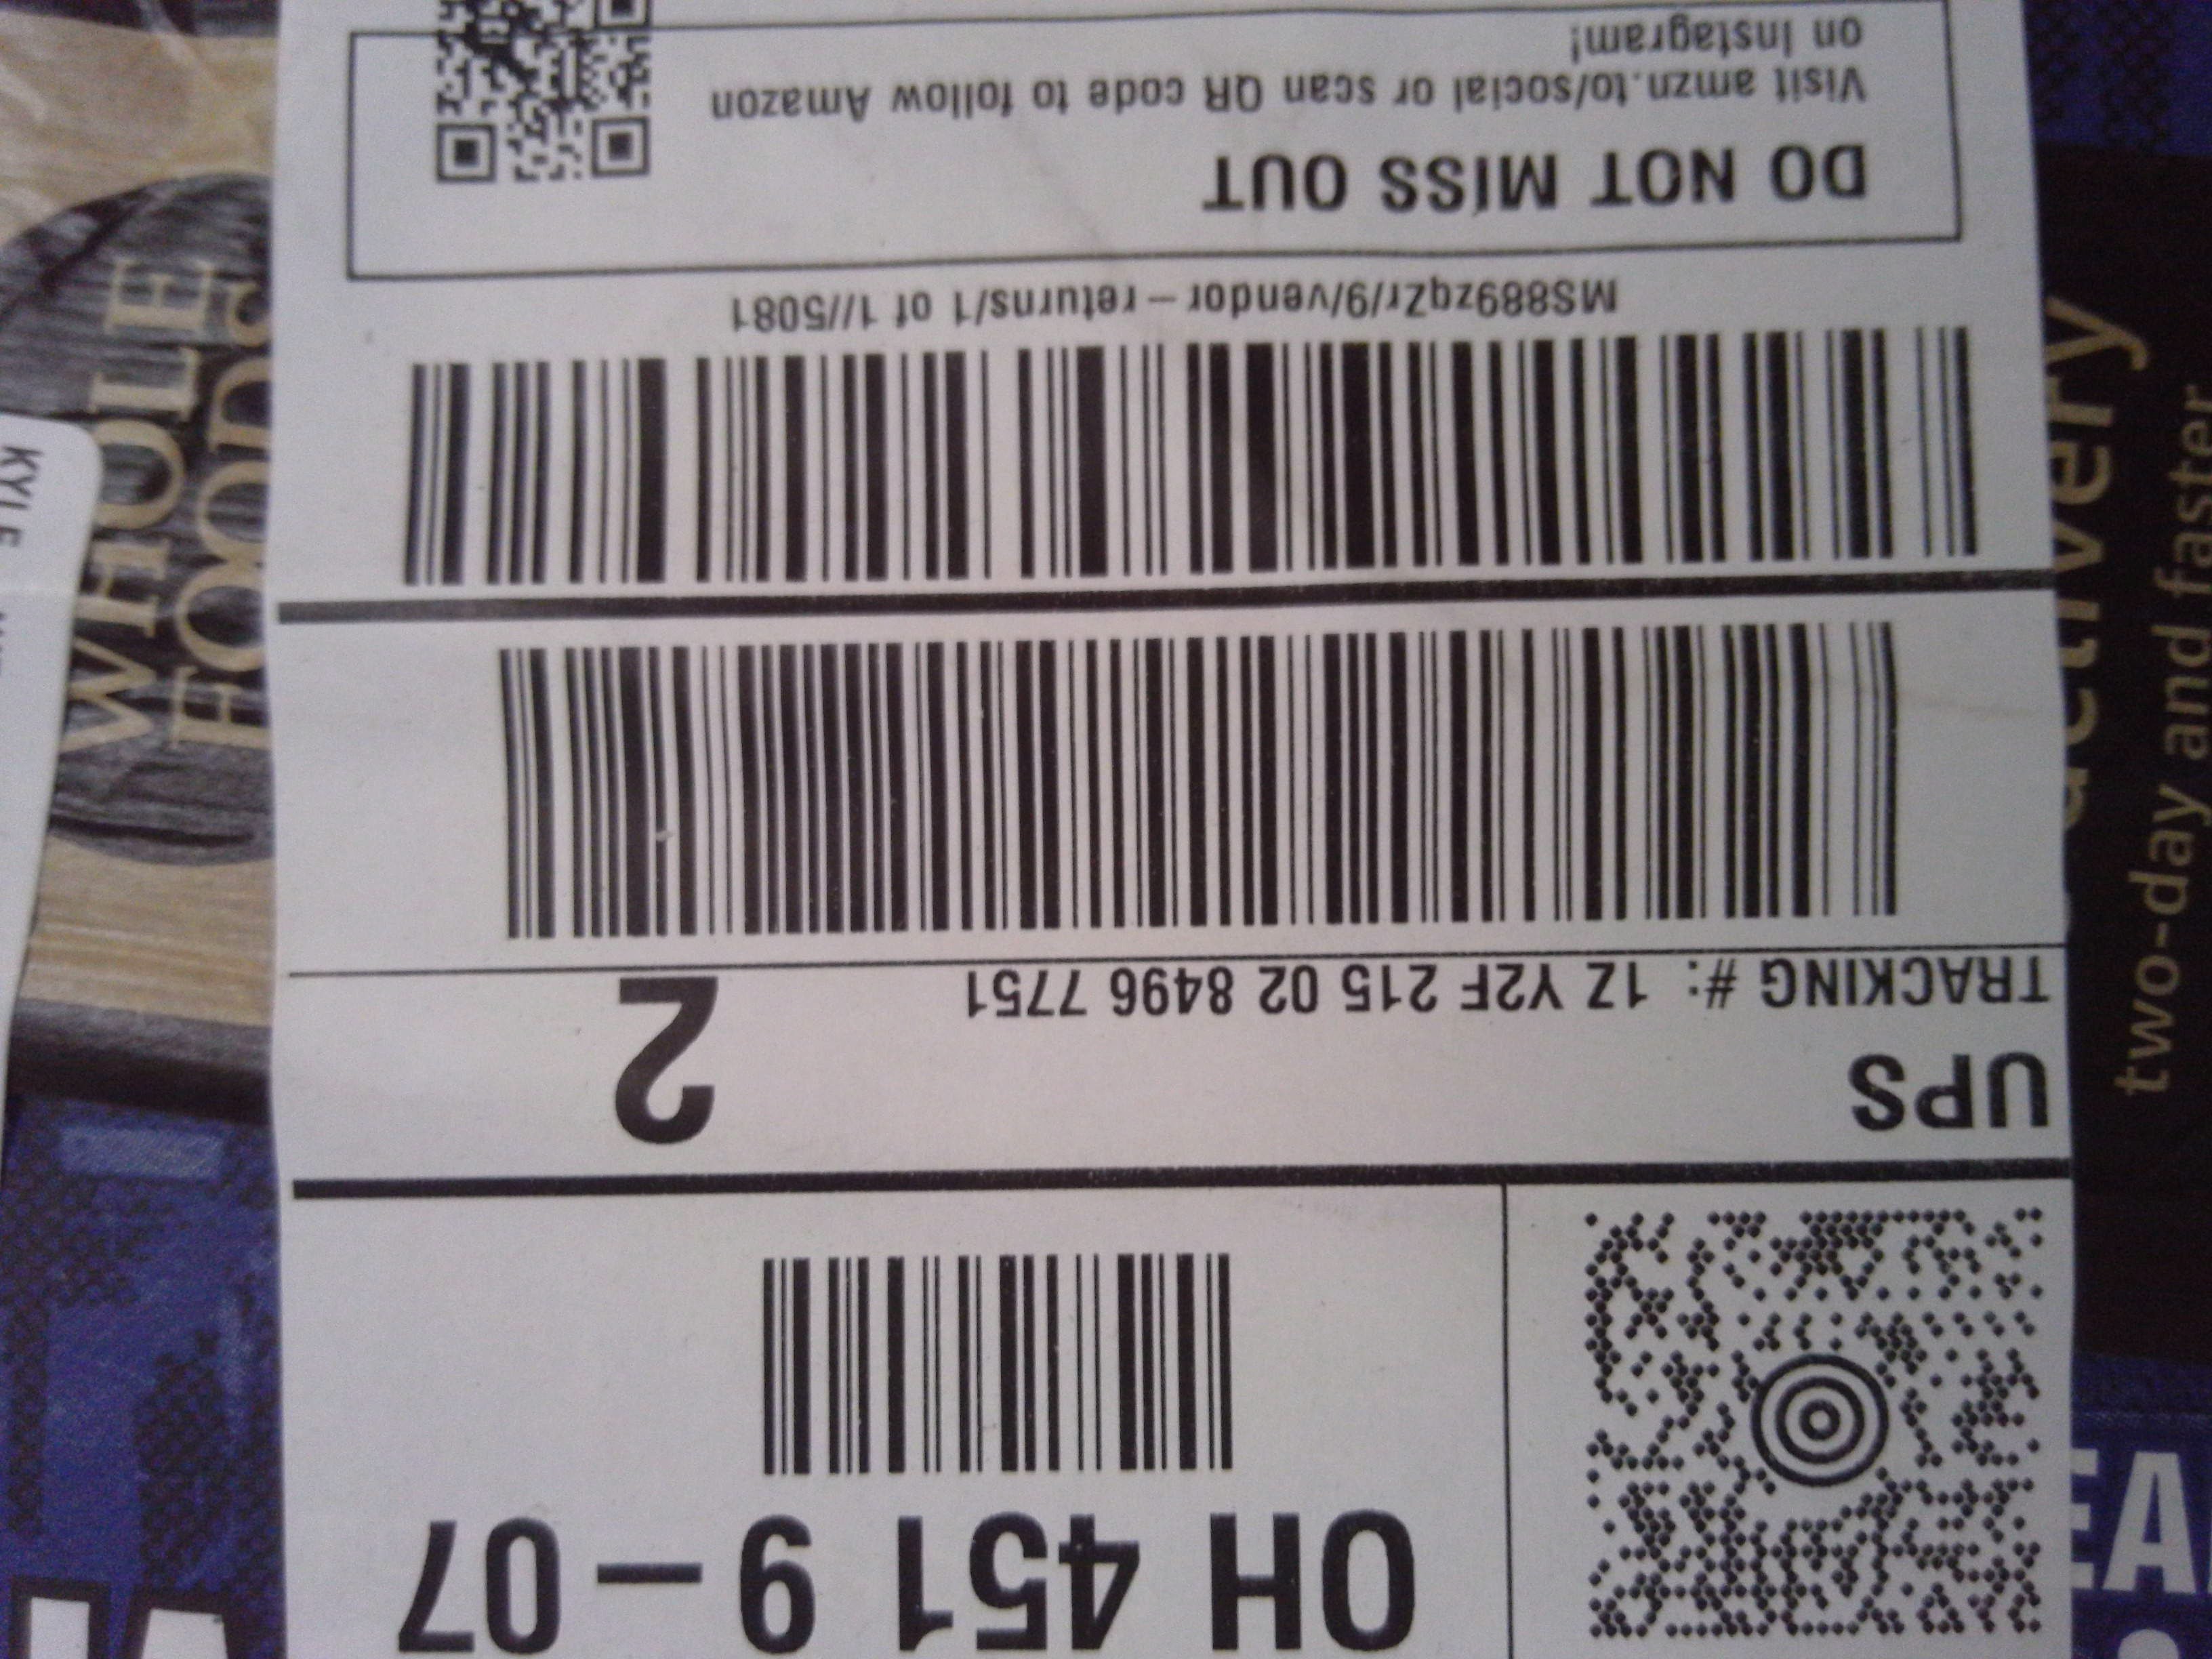 OH 451 9-07
UPS
TRACKING #: 1Z Y2F 215 02 8496 7751
2
MS889zqZr/9/vendor-returns/1 of 1//5081
DO NOT MISS OUT
Visit amzn.to/social or scan QR code to follow Amazon
on Instagram!
WHOLE
FOODS
KYLE
two-day and faster